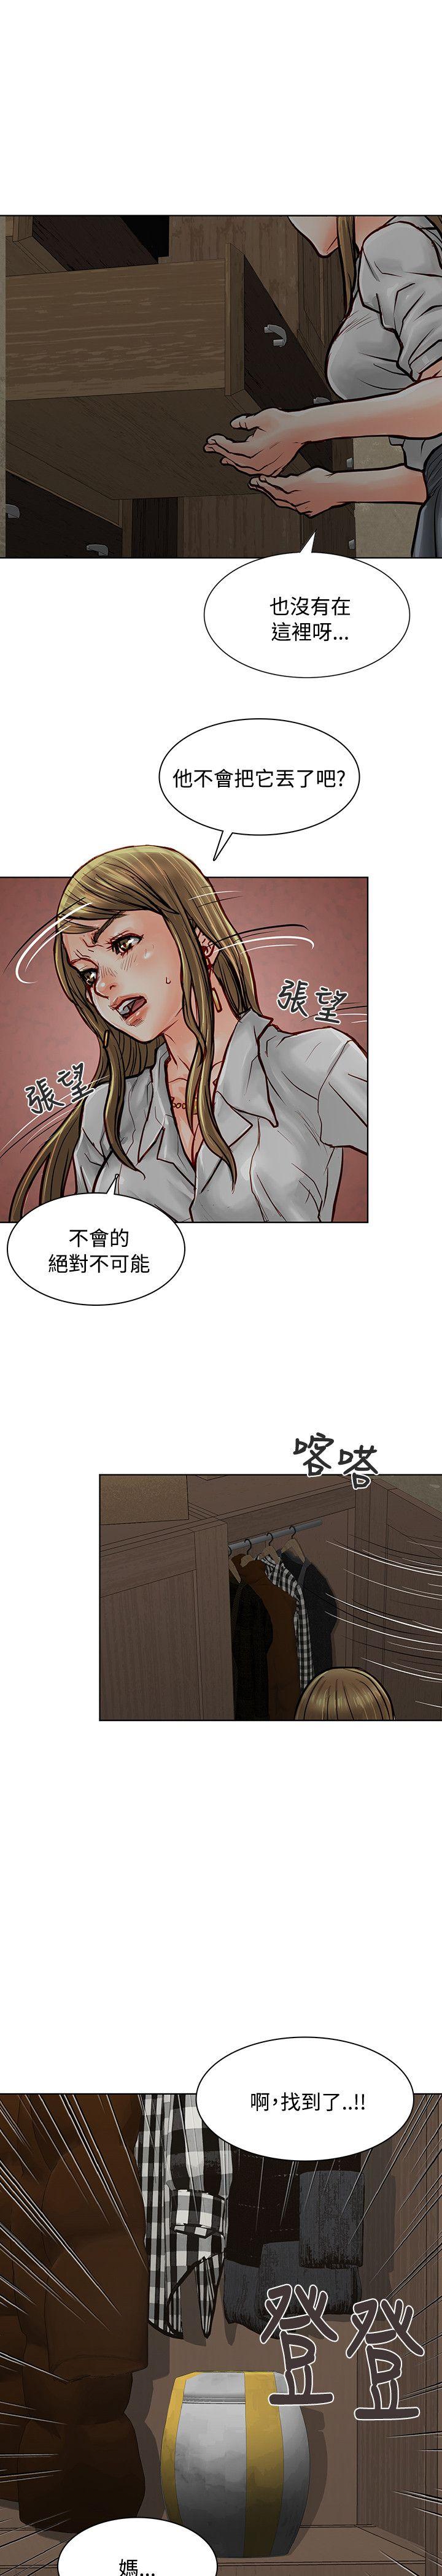 也沒有在
這裡呀...
他不會把它丟了吧?
張望
張望
不會的
絕對不可能
喀嗒
啊,找到了..!!
登登
媽...